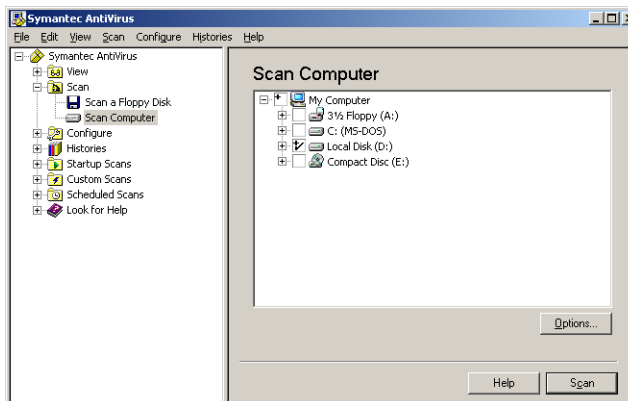 Symantec AntiVirus
File Edit View Scan Configure Histories Help
Symantec AntiVirus
View
Scan
Scan a Floppy Disk
Scan Computer
Configure
Histories
Startup Scans
Custom Scans
Scheduled Scans
Look for Help
Scan Computer
My Computer
3½ Floppy (A:)
C: (MS-DOS)
Local Disk (D:)
Compact Disc (E:)
Options...
Help
Scan